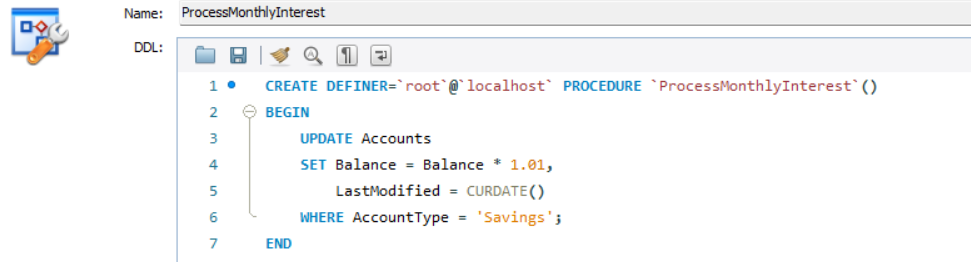 Name: ProcessMonthlyInterest
DDL:
1 CREATE DEFINER=`root`@`localhost` PROCEDURE `ProcessMonthlyInterest`()
2 BEGIN
3 UPDATE Accounts
4 SET Balance = Balance * 1.01,
5 LastModified = CURDATE()
6 WHERE AccountType = 'Savings';
7 END